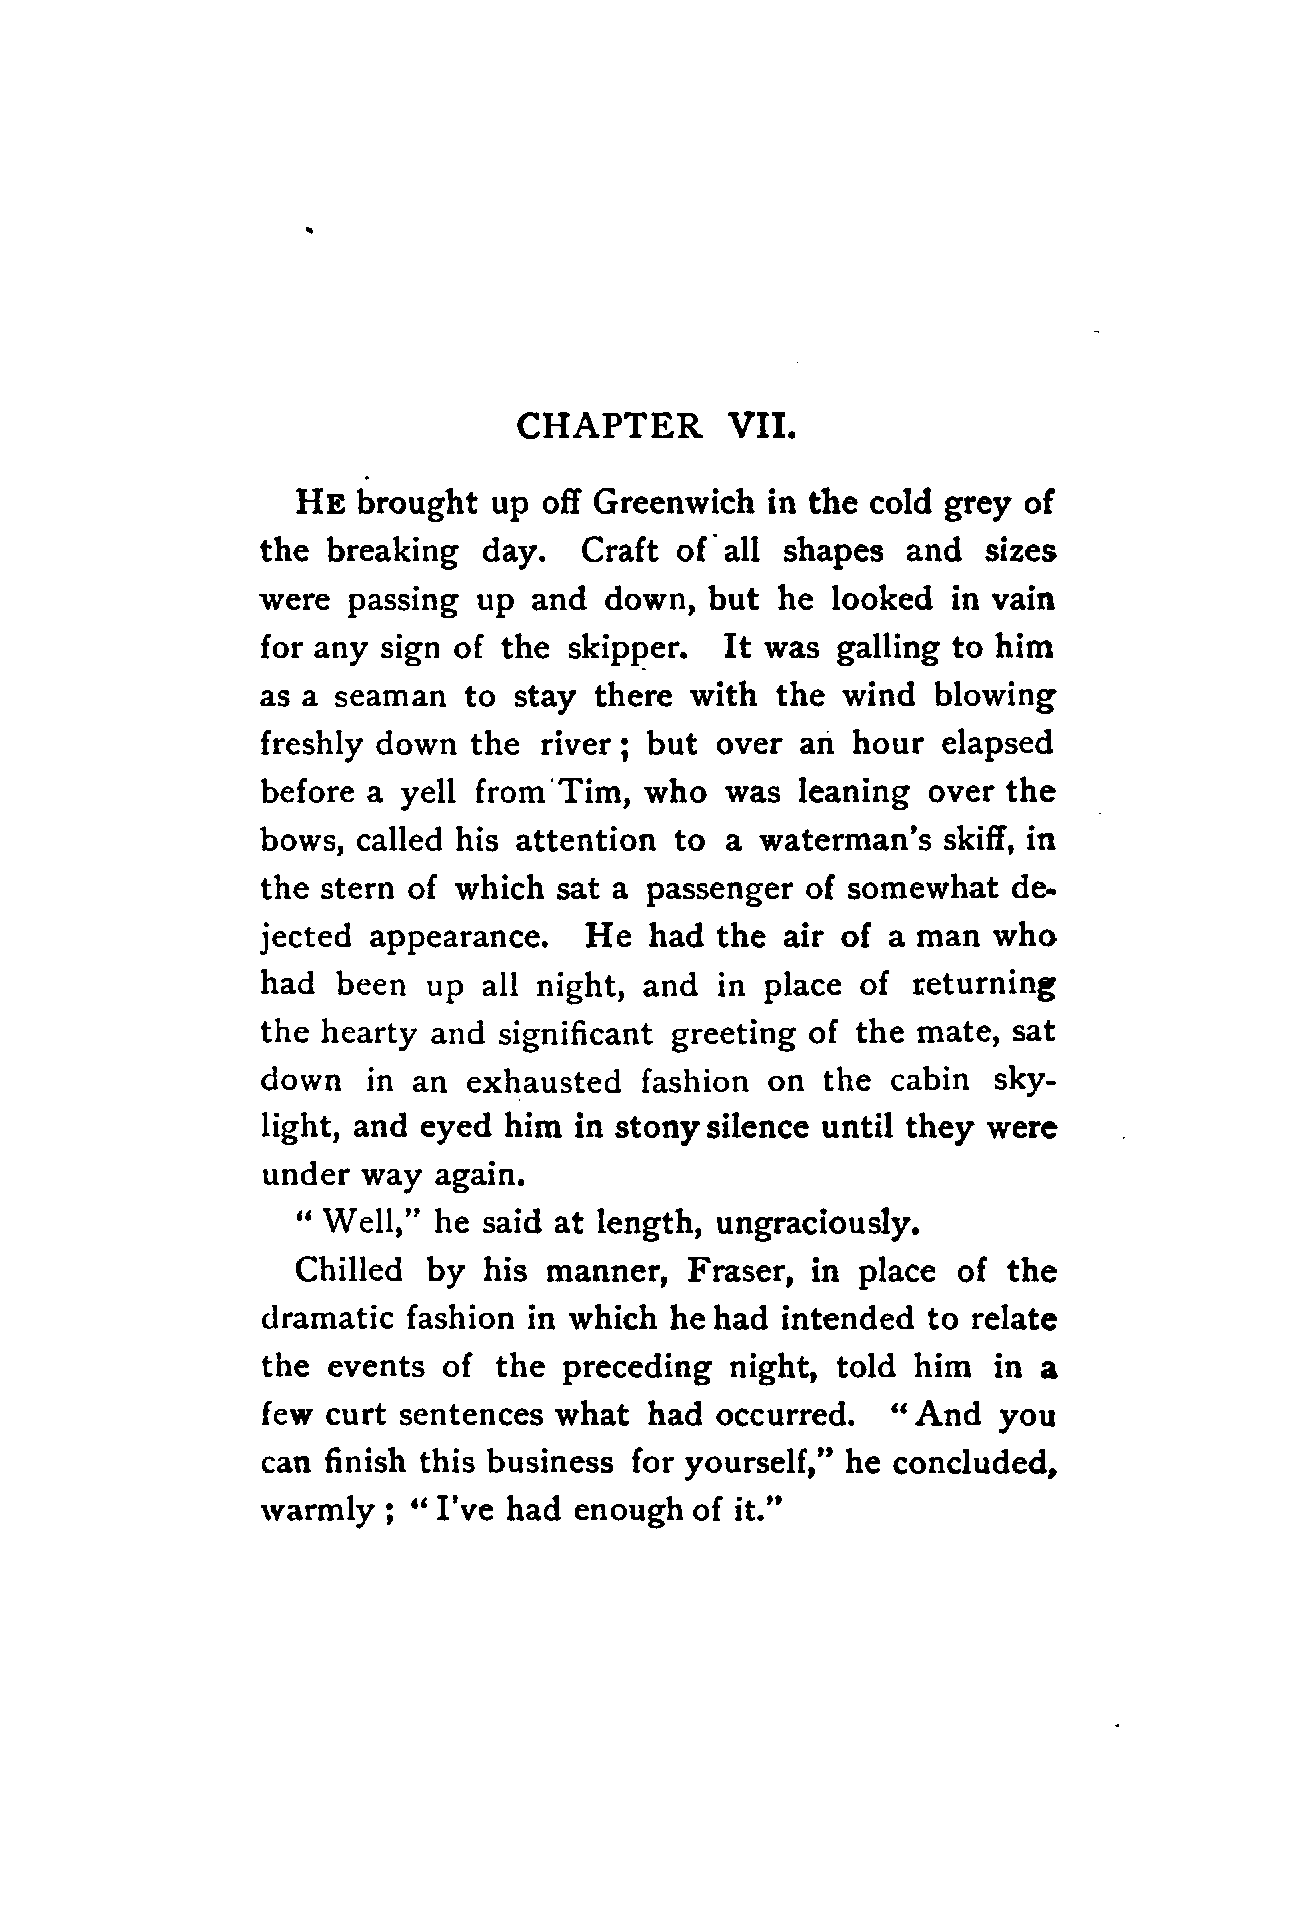 CHAPTER VII.
HE brought up off Greenwich in the cold grey of
the breaking day. Craft of all shapes and sizes
were passing up and down, but he looked in vain
for any sign of the skipper. It was galling to him
as a seaman to stay there with the wind blowing
freshly down the river ; but over an hour elapsed
before a yell from Tim, who was leaning over the
bows, called his attention to a waterman's skiff, in
the stern of which sat a passenger of somewhat de-
jected appearance. He had the air of a man who
had been up all night, and in place of returning
the hearty and significant greeting of the mate, sat
down in an exhausted fashion on the cabin sky-
light, and eyed him in stony silence until they were
under way again.
" Well," he said at length, ungraciously.
Chilled by his manner, Fraser, in place of the
dramatic fashion in which he had intended to relate
the events of the preceding night, told him in a
few curt sentences what had occurred. " And you
can finish this business for yourself," he concluded,
warmly ; " I've had enough of it."